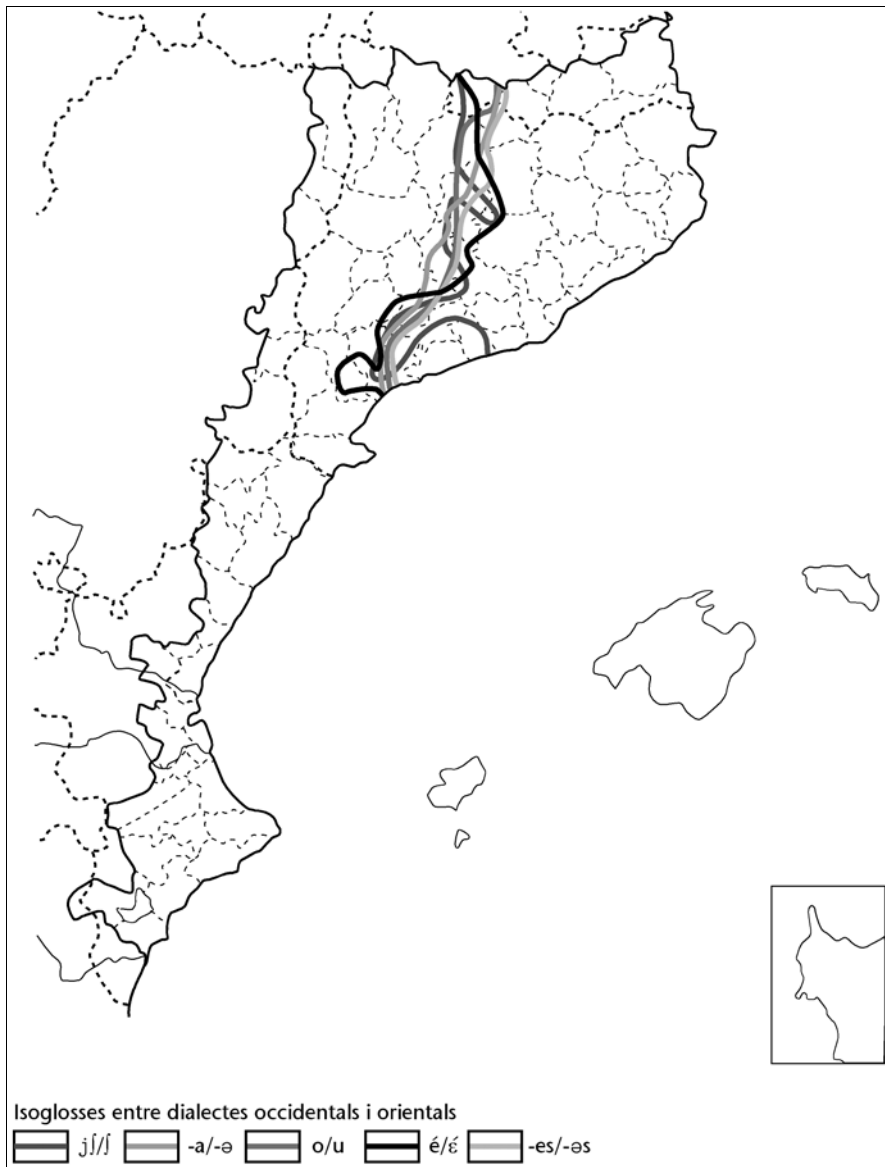 Isoglosses entre dialectes occidentals i orientals
jʃ/ʃ -a/-ə o/u é/ɛ́ -es/-əs